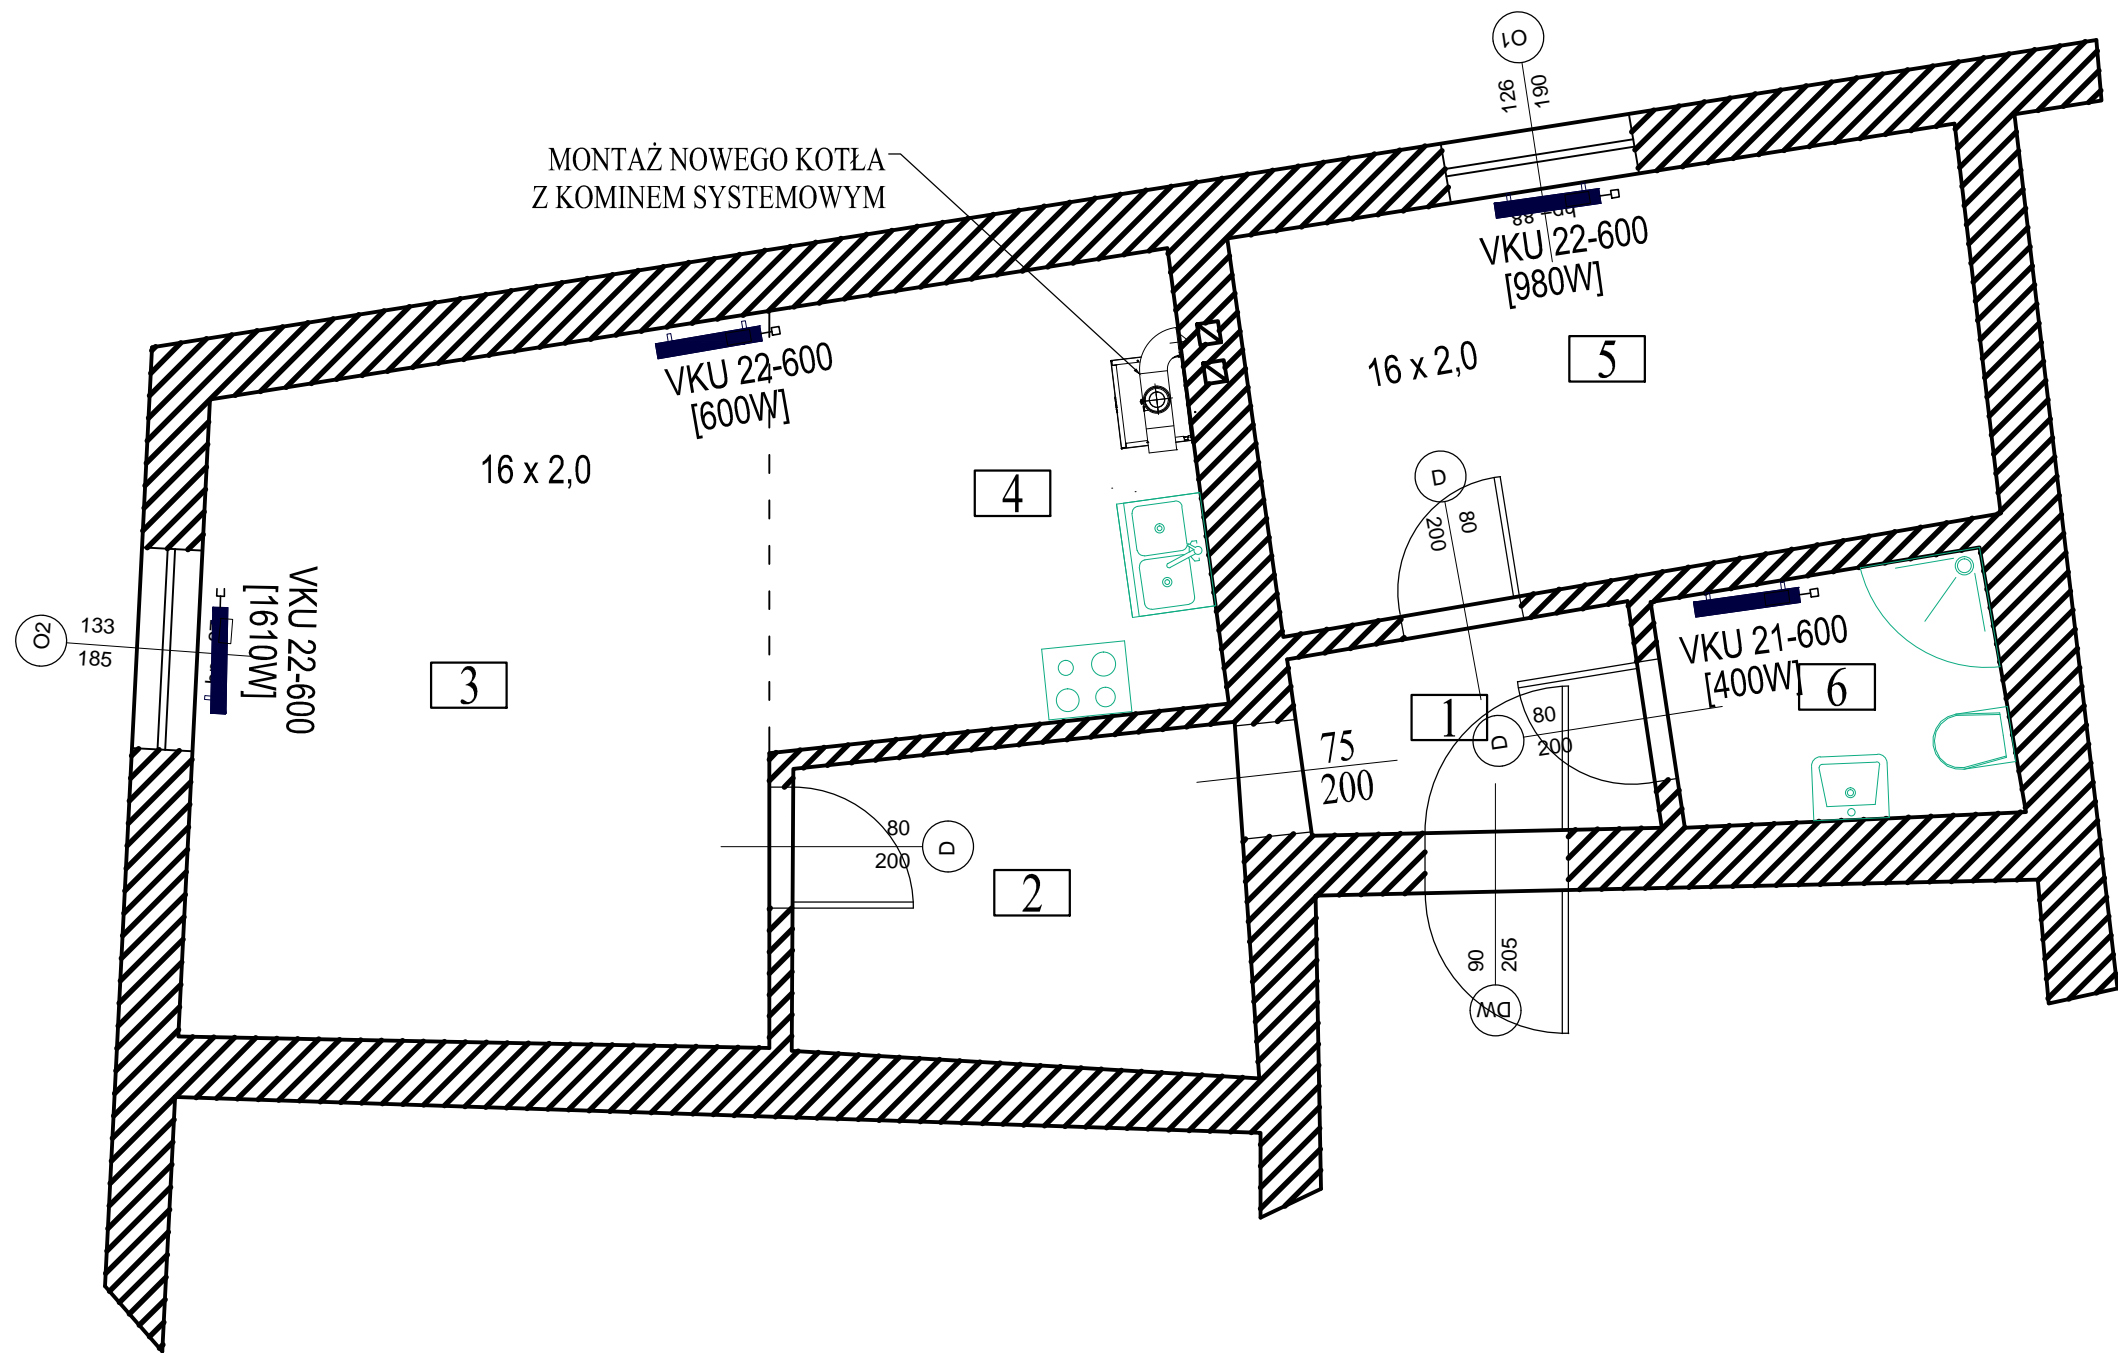 O1
126
190
MONTAŻ NOWEGO KOTŁA
Z KOMINEM SYSTEMOWYM
VKU 22-600
[980W]
VKU 22-600
[600W]
16 x 2,0
5
16 x 2,0
4
D
80
200
O2
133
185
VKU 22-600
[1610W]
3
VKU 21-600
[400W]
6
1
D
80
200
75
200
80
200
D
2
90
205
DW